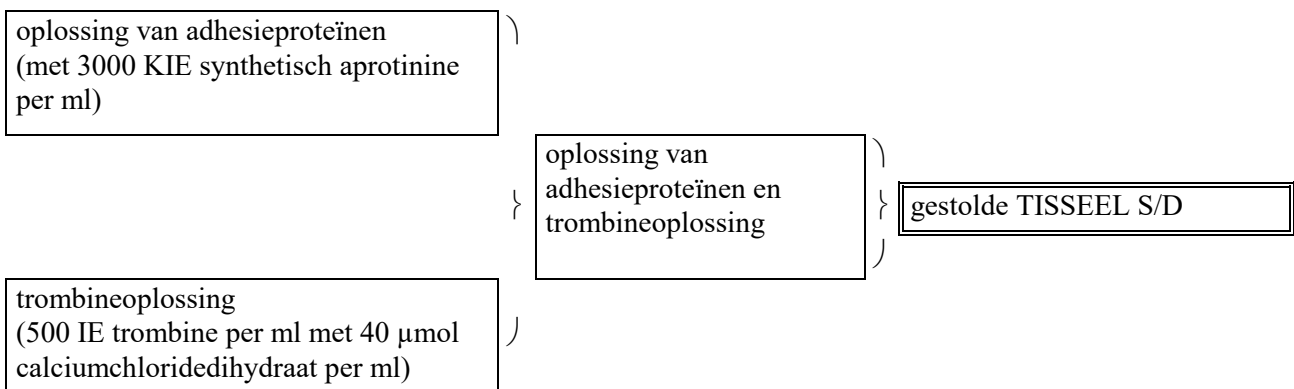 oplossing van adhesieproteïnen
(met 3000 KIE synthetisch aprotinine
per ml)
oplossing van
adhesieproteïnen en
trombineoplossing
gestolde TISSEEL S/D
trombineoplossing
(500 IE trombine per ml met 40 µmol
calciumchloridedihydraat per ml)